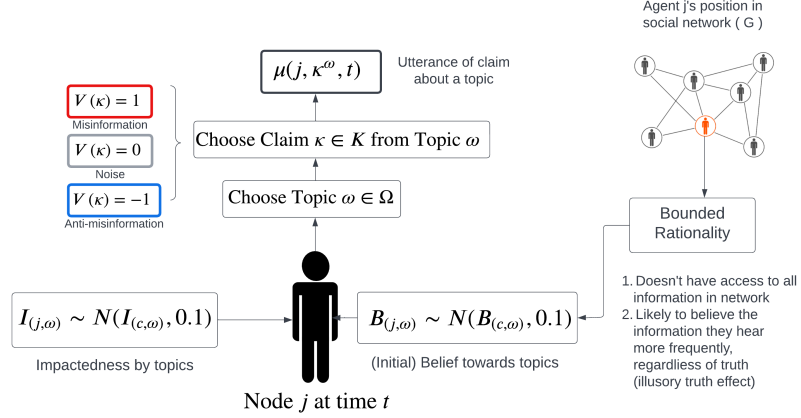 Agent j's position in
social network ( G )
μ(j, κ^ω, t)
Utterance of claim
about a topic
V (κ) = 1
Misinformation
V (κ) = 0
Noise
V (κ) = −1
Anti-misinformation
Choose Claim κ ∈ K from Topic ω
Choose Topic ω ∈ Ω
Bounded
Rationality
1. Doesn't have access to all
information in network
2. Likely to believe the
information they hear
more frequently,
regardless of truth
(illusory truth effect)
I_(j,ω) ∼ N(I_(c,ω), 0.1)
Impactedness by topics
B_(j,ω) ∼ N(B_(c,ω), 0.1)
(Initial) Belief towards topics
Node j at time t